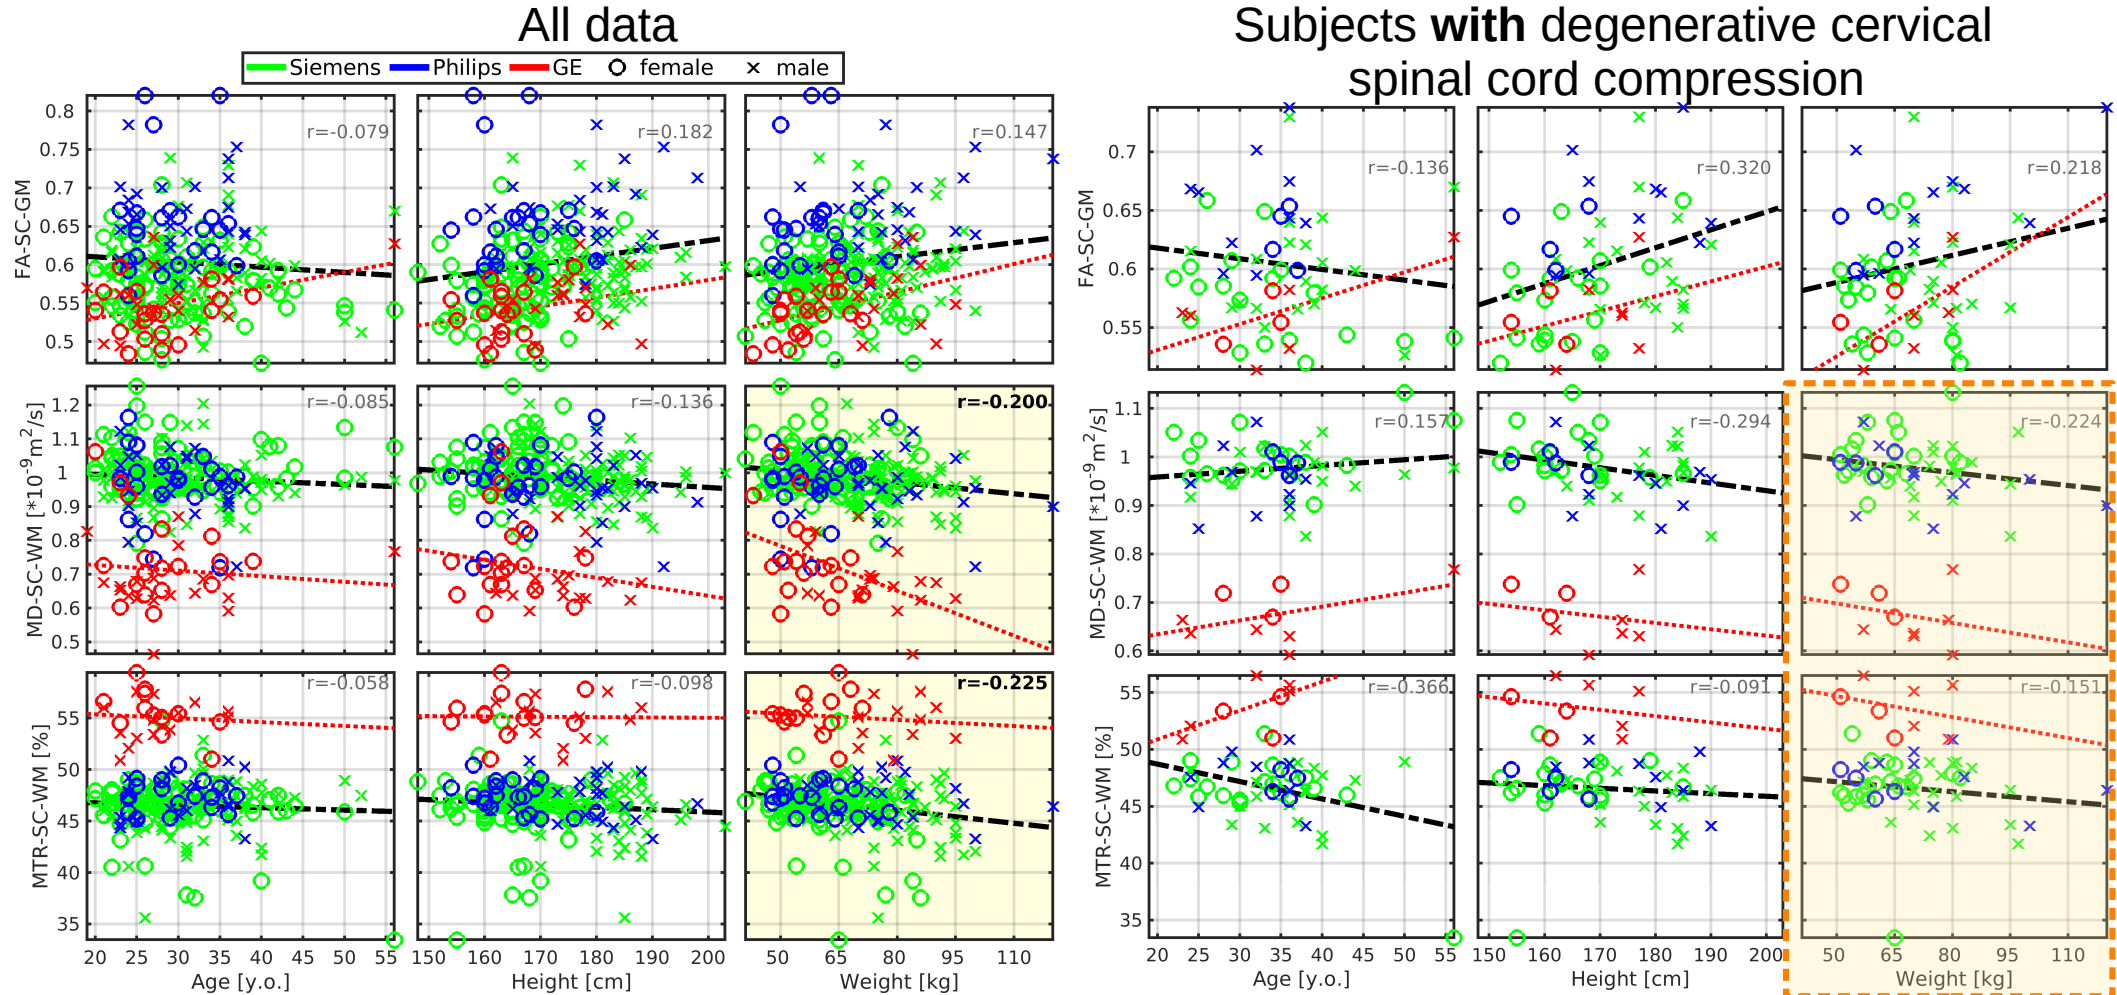 All data
Subjects with degenerative cervical
spinal cord compression
Siemens Philips GE female male
FA-SC-GM
0.8
0.75
0.7
0.65
0.6
0.55
0.5
r=-0.079
r=0.182
r=0.147
MD-SC-WM [*10-9m2/s]
1.2
1.1
1
0.9
0.8
0.7
0.6
0.5
r=-0.085
r=-0.136
r=-0.200
MTR-SC-WM [%]
55
50
45
40
35
r=-0.058
r=-0.098
r=-0.225
20 25 30 35 40 45 50 55
150 160 170 180 190 200
50 65 80 95 110
Age [y.o.]
Height [cm]
Weight [kg]
FA-SC-GM
0.7
0.65
0.6
0.55
r=-0.136
r=0.320
r=0.218
MD-SC-WM [*10-9m2/s]
1.1
1
0.9
0.8
0.7
0.6
r=0.157
r=-0.294
r=-0.224
MTR-SC-WM [%]
55
50
45
40
35
r=-0.366
r=-0.091
r=-0.151
20 25 30 35 40 45 50 55
150 160 170 180 190 200
50 65 80 95 110
Age [y.o.]
Height [cm]
Weight [kg]